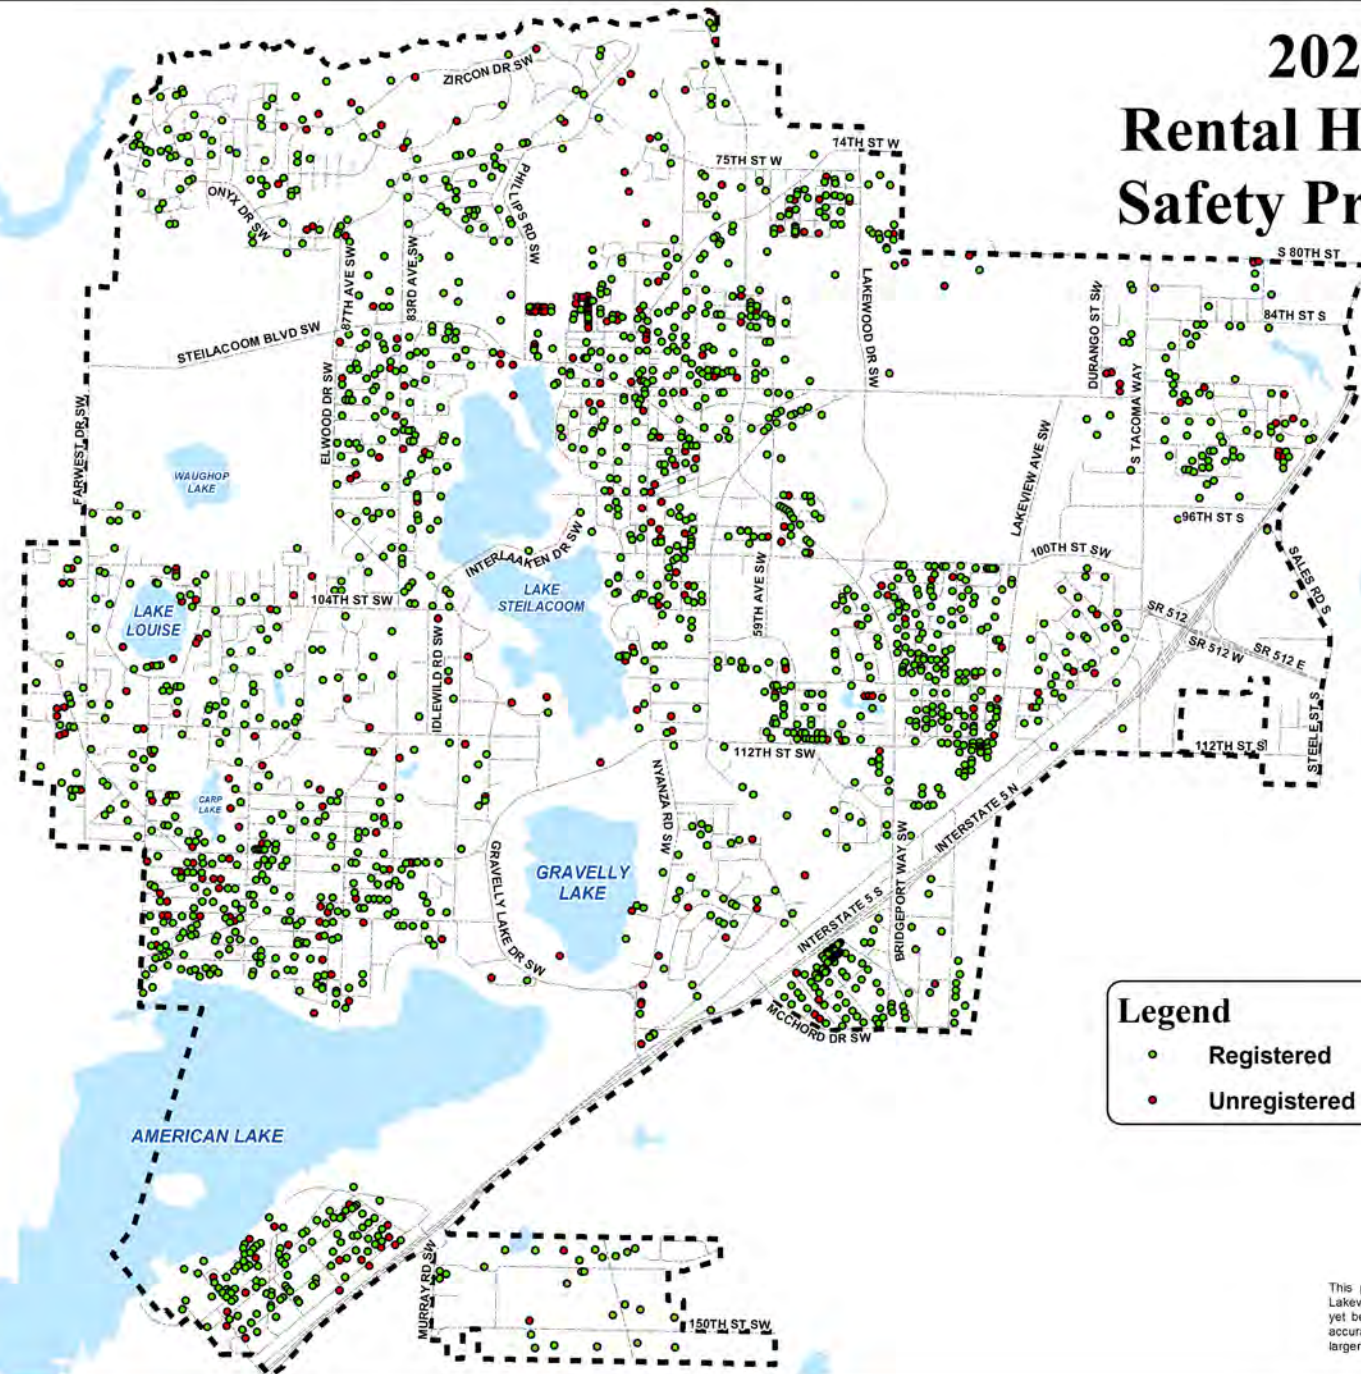 202
Rental H
Safety Pr
ZIRCON DR SW
74TH ST W
75TH ST W
PHILLIPS RD SW
ONYX DR SW
87TH AVE SW
83RD AVE SW
S 80TH ST
LAKEWOOD DR SW
DURANGO ST SW
84TH ST S
STEILACOOM BLVD SW
S TACOMA WAY
ELWOOD DR SW
FARWEST DR SW
LAKEVIEW AVE SW
WAUGHOP
LAKE
96TH ST S
INTERLAAKEN DR SW
100TH ST SW
SALES RD S
59TH AVE SW
LAKE
STEILACOOM
104TH ST SW
LAKE
LOUISE
SR 512
SR 512 W
SR 512 E
IDLEWILD RD SW
STEELE ST S
112TH ST SW
112TH ST S
NYANZA RD SW
CARP
LAKE
INTERSTATE 5 N
GRAVELLY LAKE DR SW
GRAVELLY
LAKE
BRIDGEPORT WAY SW
INTERSTATE 5 S
MCCHORD DR SW
Legend
Registered
Unregistered
AMERICAN LAKE
MURRAY RD SW
150TH ST SW
This
Lakew
yet be
accura
larger